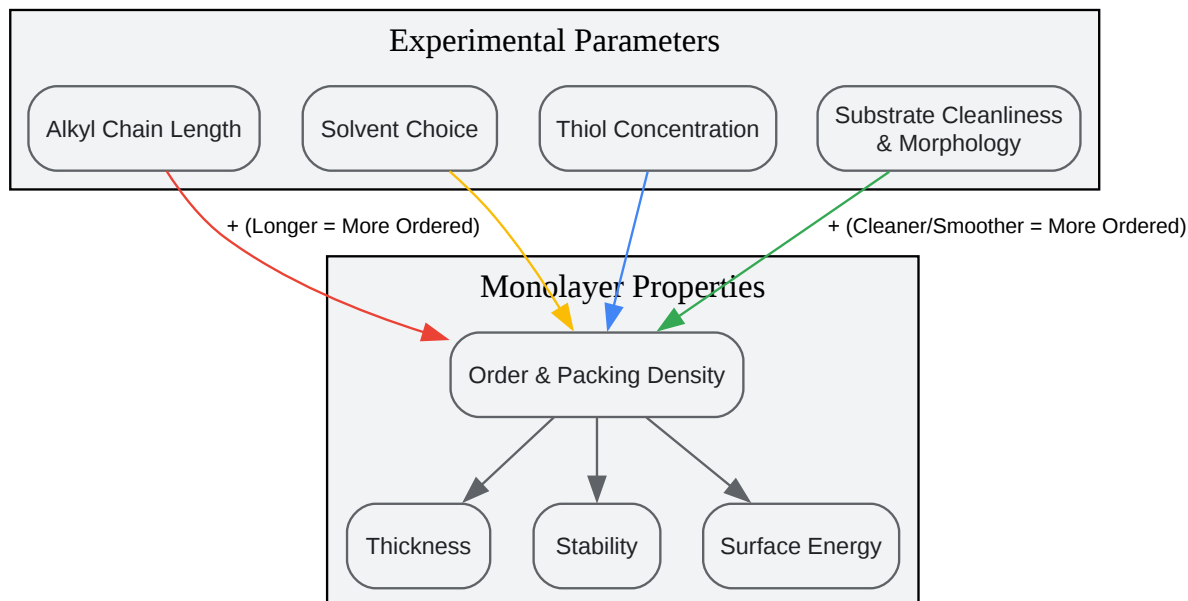 Experimental Parameters
Alkyl Chain Length
Solvent Choice
Thiol Concentration
Substrate Cleanliness
& Morphology
+ (Longer = More Ordered)
+ (Cleaner/Smoother = More Ordered)
Monolayer Properties
Order & Packing Density
Thickness
Stability
Surface Energy